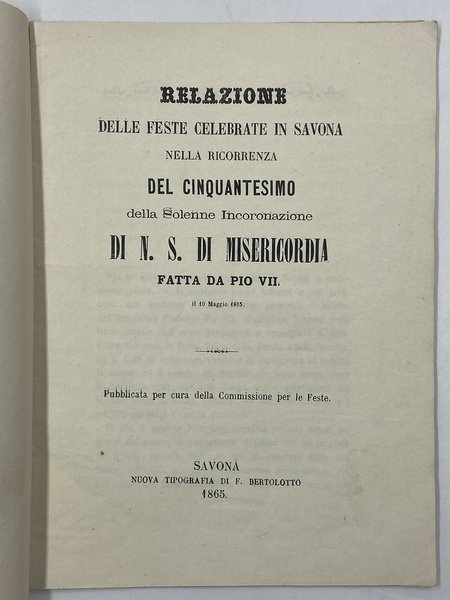 RELAZIONE
DELLE FESTE CELEBRATE IN SAVONA
NELLA RICORRENZA
DEL CINQUANTESIMO
della Solenne Incoronazione
DI N. S. DI MISERICORDIA
FATTA DA PIO VII.
il 10 Maggio 1815.
Pubblicata per cura della Commissione per le Feste.
SAVONA
NUOVA TIPOGRAFIA DI F. BERTOLOTTO
1865.